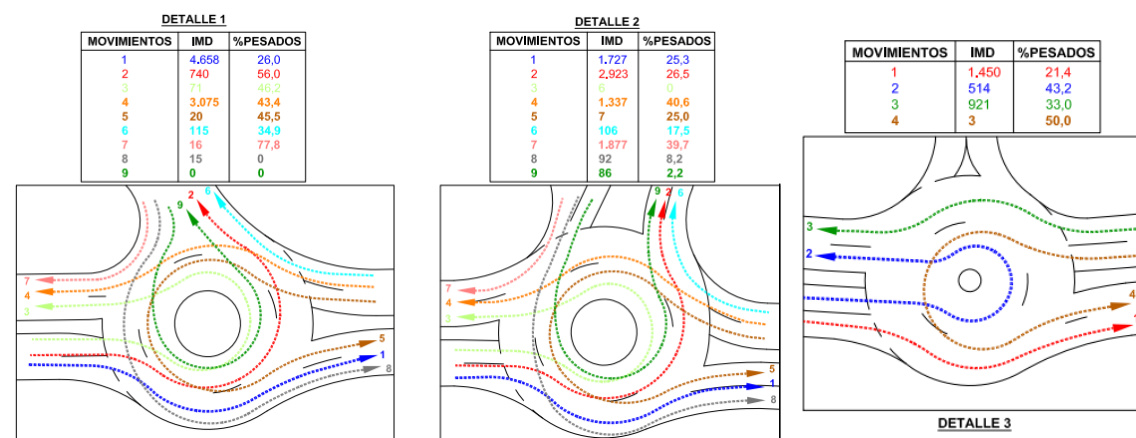 DETALLE 1
MOVIMIENTOS IMD %PESADOS
1 4.658 26,0
2 740 56,0
3 71 46,2
4 3.075 43,4
5 20 45,5
6 115 34,9
7 16 77,8
8 15 0
9 0 0
9 2 6
7
4
3
5
1
8
DETALLE 2
MOVIMIENTOS IMD %PESADOS
1 1.727 25,3
2 2.923 26,5
3 6 0
4 1.337 40,6
5 7 25,0
6 106 17,5
7 1.877 39,7
8 92 8,2
9 86 2,2
9 2 6
7
4
3
5
1
8
MOVIMIENTOS IMD %PESADOS
1 1.450 21,4
2 514 43,2
3 921 33,0
4 3 50,0
3
2
4
DETALLE 3